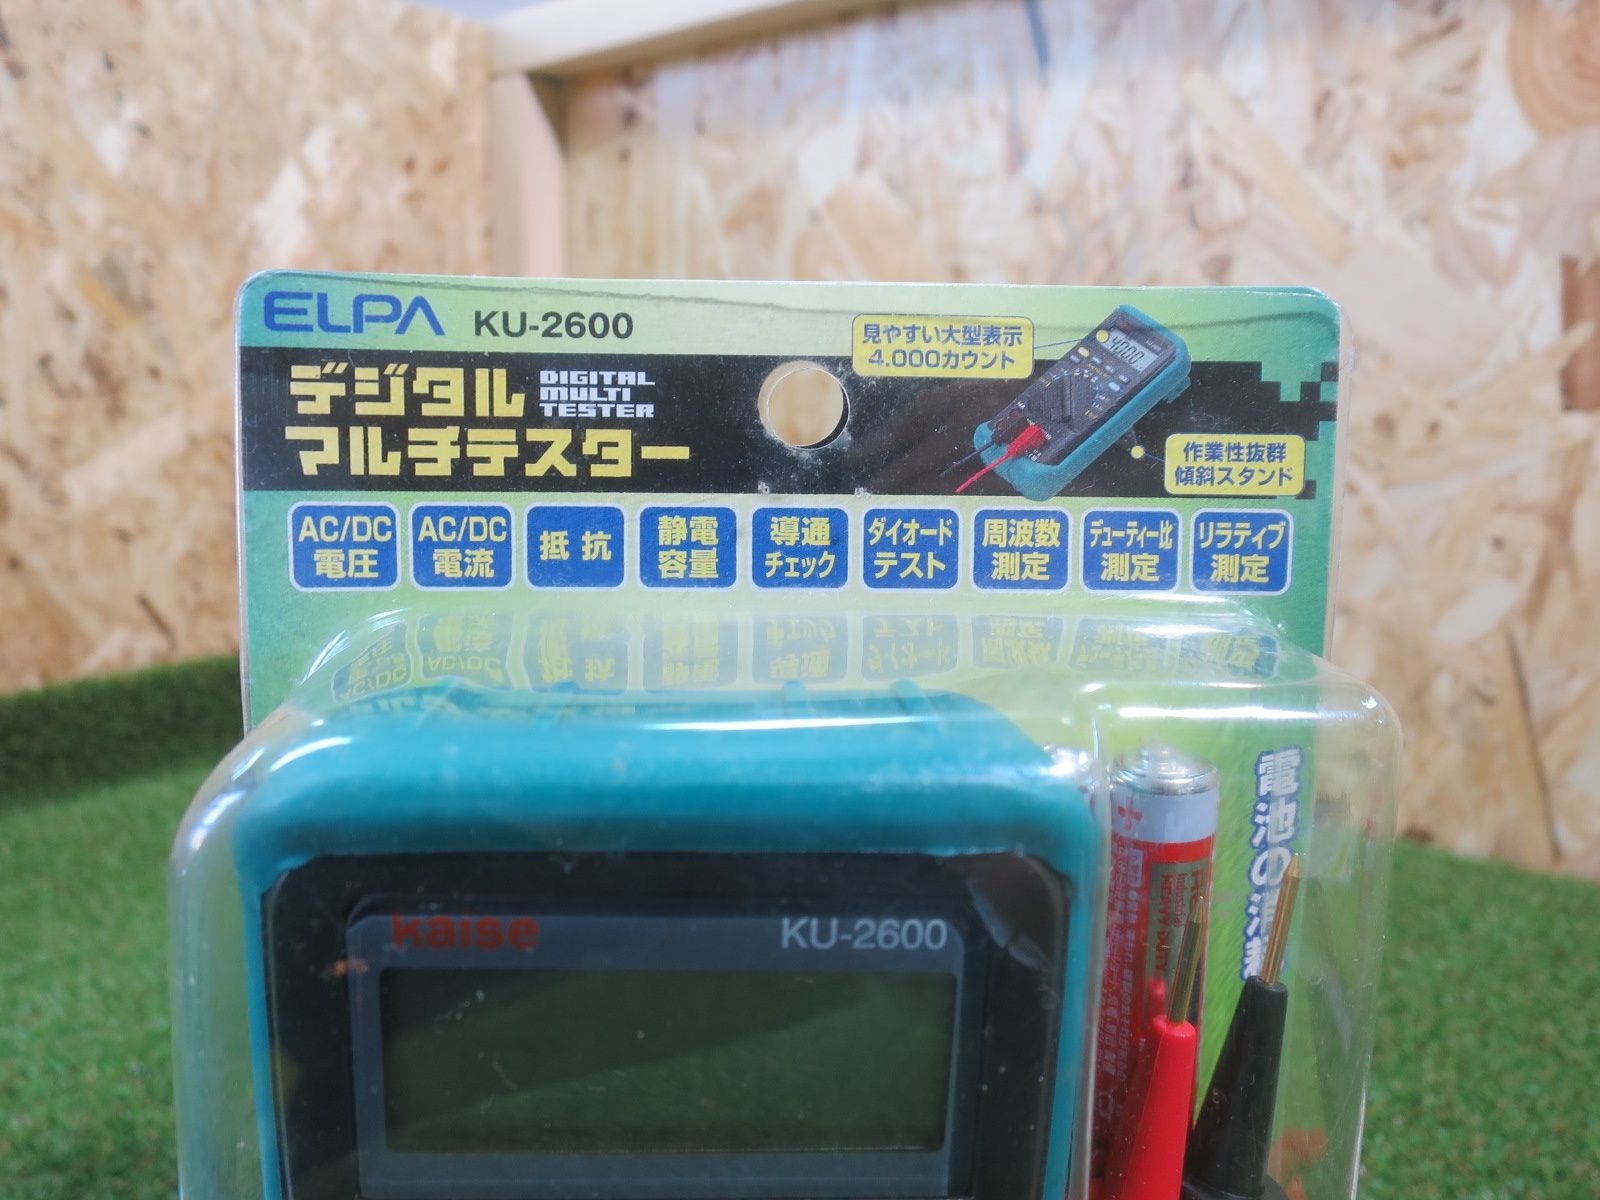 ELPA KU-2600
デジタル
DIGITAL
MULTI
TESTER
マルチテスター
見やすい大型表示
4.000カウント
作業性抜群
傾斜スタンド
AC/DC
電圧
AC/DC
電流
抵抗
静電
容量
導通
チェック
ダイオード
テスト
周波数
測定
デューティー比
測定
リラティブ
測定
kaise KU-2600
電池の消
Industrial
HEAVY DUTY